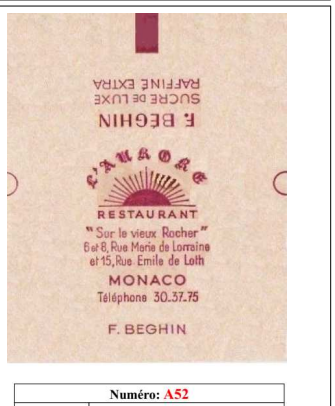 F. BEGHIN
SUCRE DE LUXE
RAFFINE EXTRA
L'AURORE
RESTAURANT
"Sur le vieux Rocher"
6 et 8, Rue Marie de Lorraine
et 15, Rue Emile de Loth
MONACO
Téléphone 30.37.75
F. BEGHIN
Numéro: A52